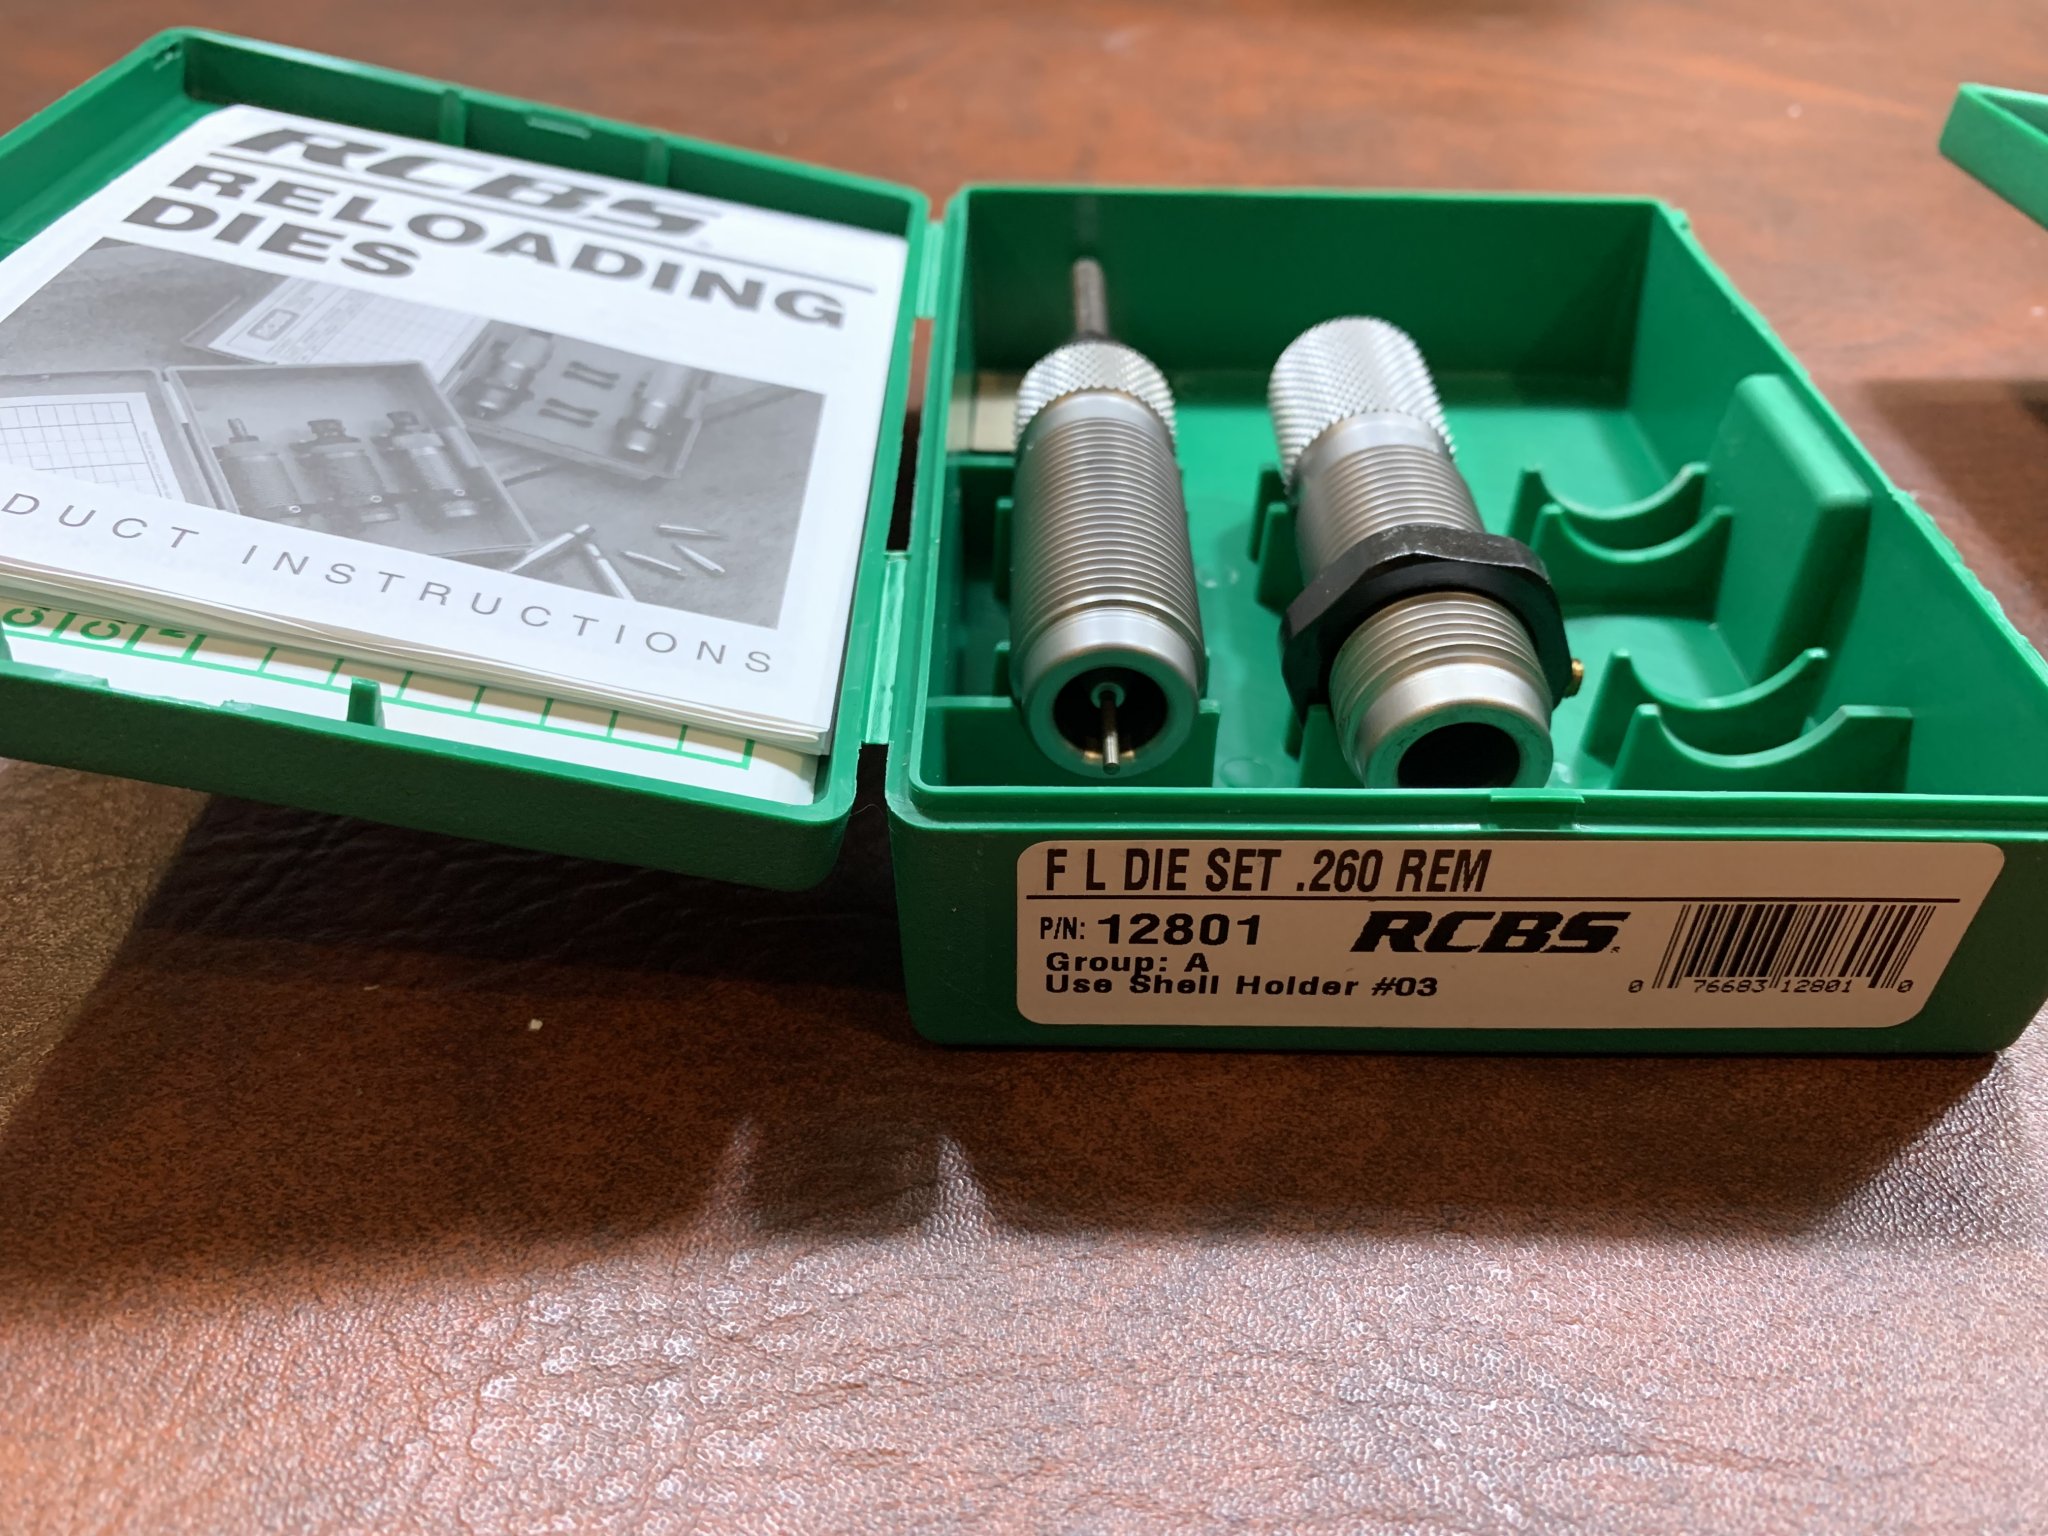 RCBS
RELOADING
DIES
DUCT INSTRUCTIONS
F L DIE SET .260 REM
P/N: 12801 RCBS
Group: A
Use Shell Holder #03
0 76683 12801 0